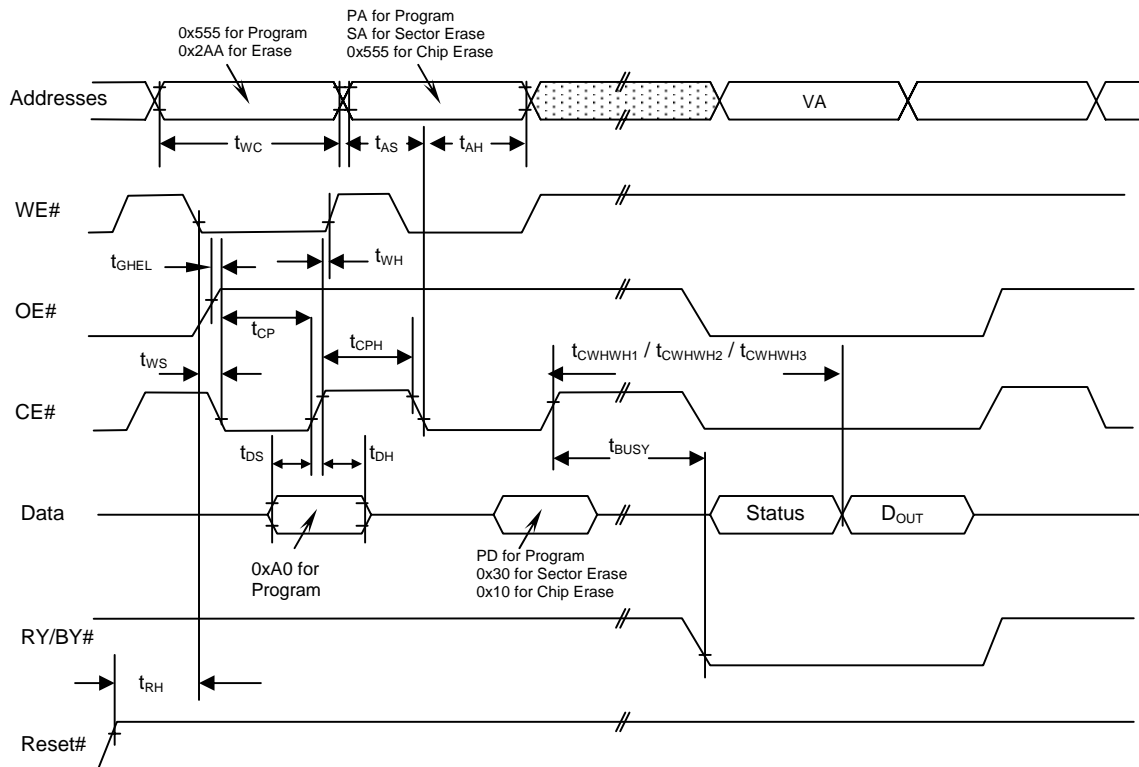 0x555 for Program
0x2AA for Erase
PA for Program
SA for Sector Erase
0x555 for Chip Erase
Addresses
VA
tWC
tAS
tAH
WE#
tGHEL
tWH
OE#
tCP
tCPH
tWS
tCWHWH1 / tCWHWH2 / tCWHWH3
CE#
tDS
tDH
tBUSY
Data
Status
DOUT
0xA0 for
Program
PD for Program
0x30 for Sector Erase
0x10 for Chip Erase
RY/BY#
tRH
Reset#